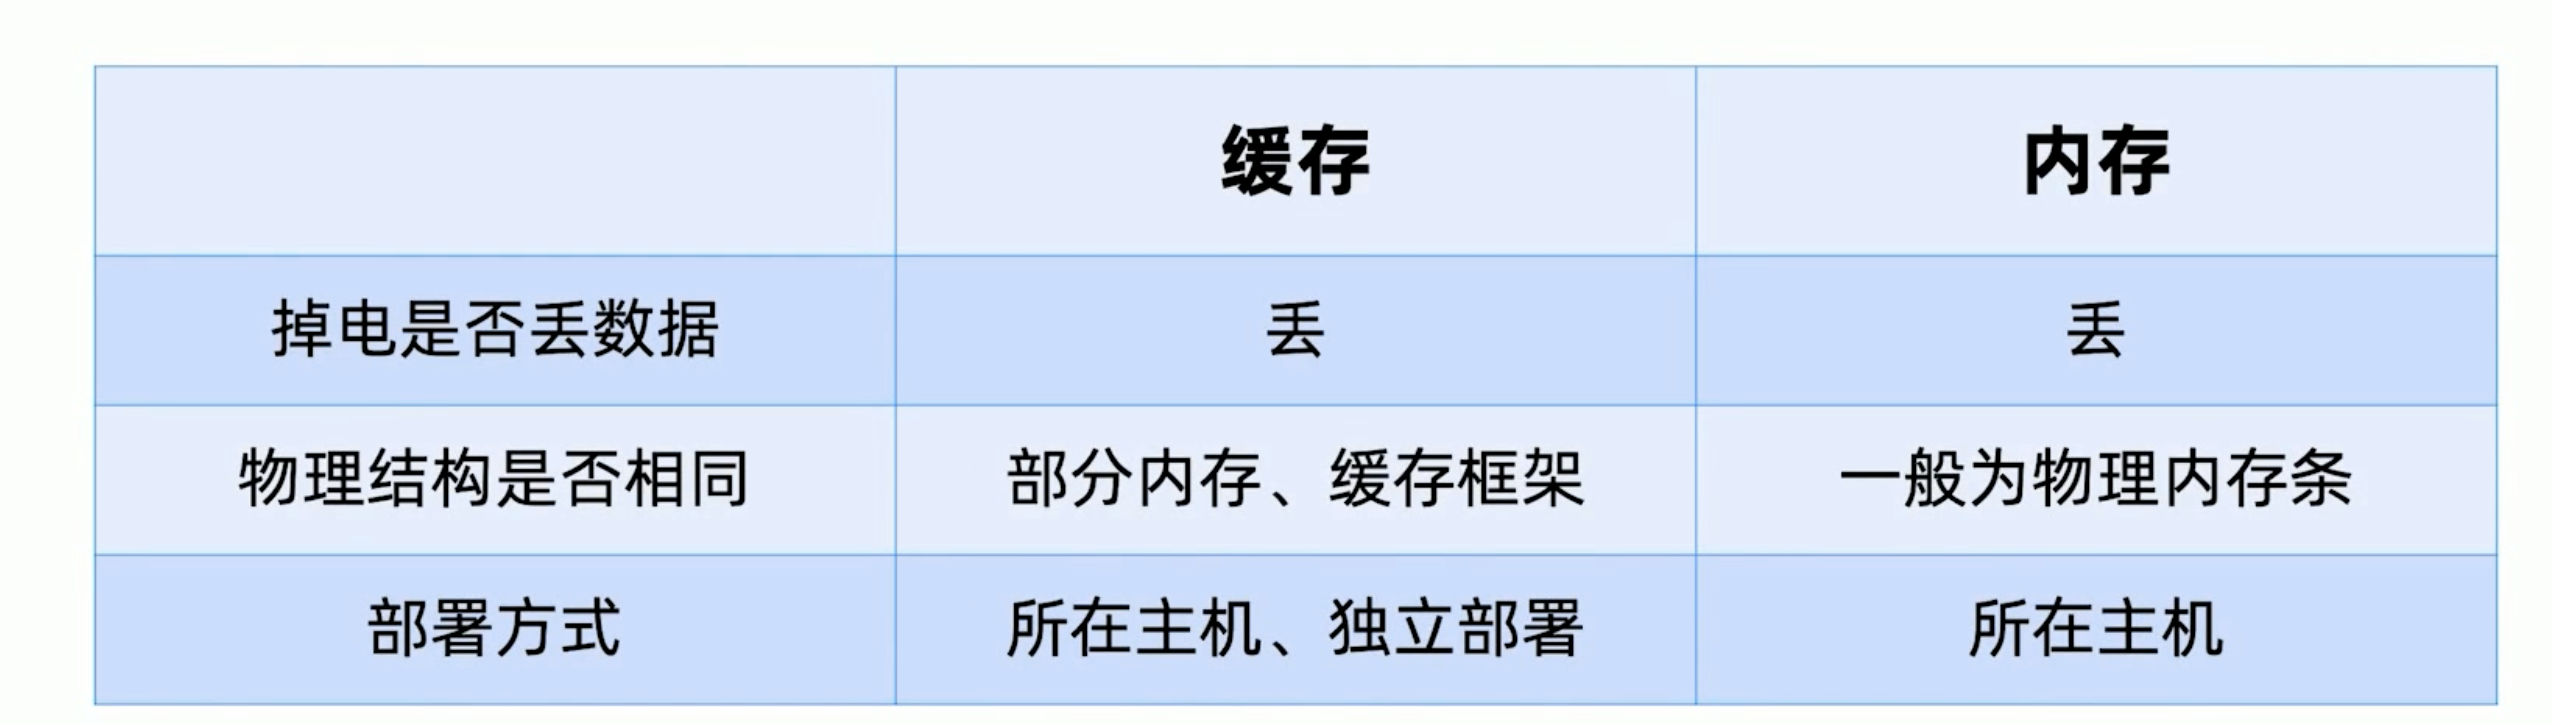 缓存 内存
掉电是否丢数据 丢 丢
物理结构是否相同 部分内存、缓存框架 一般为物理内存条
部署方式 所在主机、独立部署 所在主机